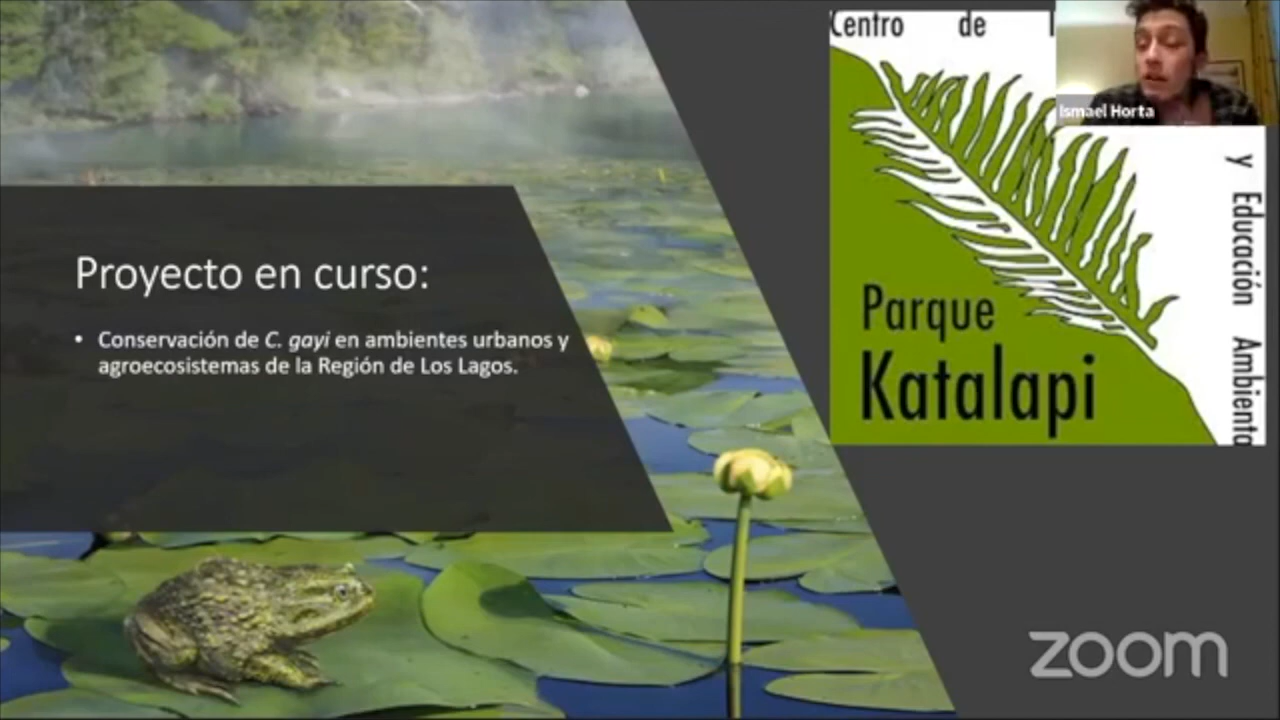 Proyecto en curso:
• Conservación de C. gayi en ambientes urbanos y
agroecosistemas de la Región de Los Lagos.
Centro de
Ismael Horta
y Educación
Parque
Katalapi
zoom